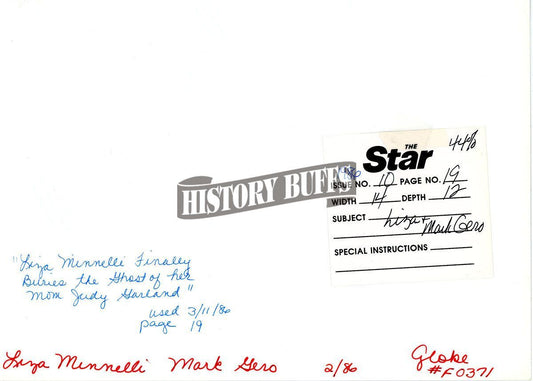 THE
Star
44%
'86
ISSUE NO. 10 PAGE NO. 19
WIDTH 14 DEPTH 12
SUBJECT Liza +
Mark Gero
SPECIAL INSTRUCTIONS
HISTORY BUFFS
"Liza Minnelli Finally
Buries the Ghost of her
Mom Judy Garland"
used 3/11/86
page 19
Liza Minnelli Mark Gero 2/86 Globe
#F0371